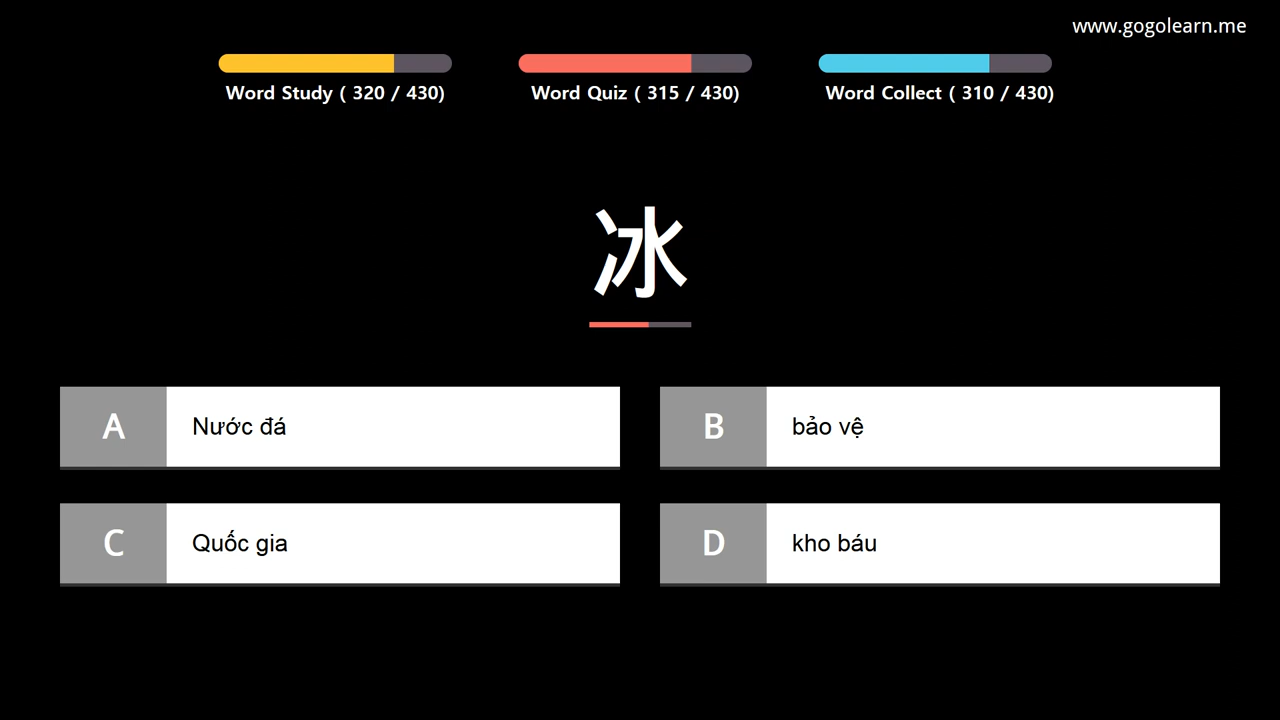 www.gogolearn.me
Word Study ( 320 / 430)
Word Quiz ( 315 / 430)
Word Collect ( 310 / 430)
冰
A Nước đá
B bảo vệ
C Quốc gia
D kho báu